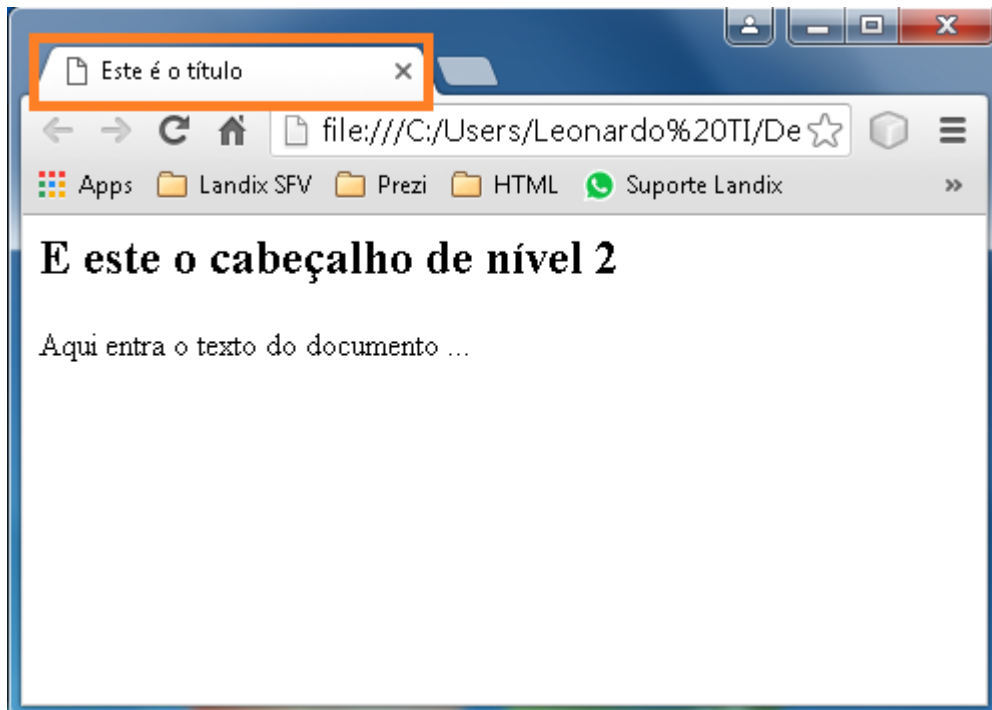 Este é o título
file:///C:/Users/Leonardo%20TI/De
Apps Landix SFV Prezi HTML Suporte Landix
E este o cabeçalho de nível 2
Aqui entra o texto do documento ...